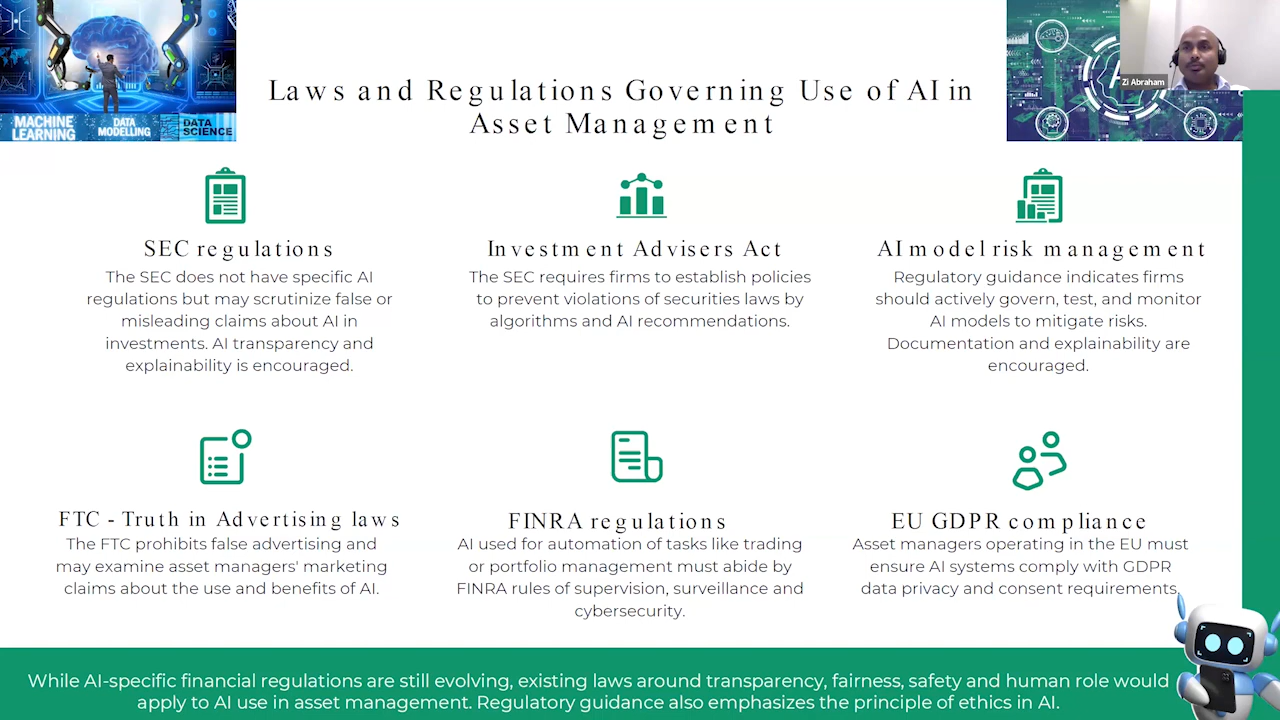 MACHINE LEARNING
DATA MODELLING
DATA SCIENCE
Zi Abraham
Laws and Regulations Governing Use of AI in
Asset Management
SEC regulations
The SEC does not have specific AI
regulations but may scrutinize false or
misleading claims about AI in
investments. AI transparency and
explainability is encouraged.
Investment Advisers Act
The SEC requires firms to establish policies
to prevent violations of securities laws by
algorithms and AI recommendations.
AI model risk management
Regulatory guidance indicates firms
should actively govern, test, and monitor
AI models to mitigate risks.
Documentation and explainability are
encouraged.
FTC - Truth in Advertising laws
The FTC prohibits false advertising and
may examine asset managers' marketing
claims about the use and benefits of AI.
FINRA regulations
AI used for automation of tasks like trading
or portfolio management must abide by
FINRA rules of supervision, surveillance and
cybersecurity.
EU GDPR compliance
Asset managers operating in the EU must
ensure AI systems comply with GDPR
data privacy and consent requirements.
While AI-specific financial regulations are still evolving, existing laws around transparency, fairness, safety and human role would
apply to AI use in asset management. Regulatory guidance also emphasizes the principle of ethics in AI.